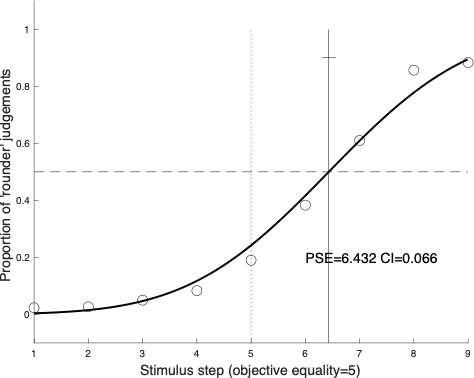 1
0.8
0.6
0.4
0.2
0
Proportion of 'rounder' judgements
PSE=6.432 CI=0.066
1 2 3 4 5 6 7 8 9
Stimulus step (objective equality=5)